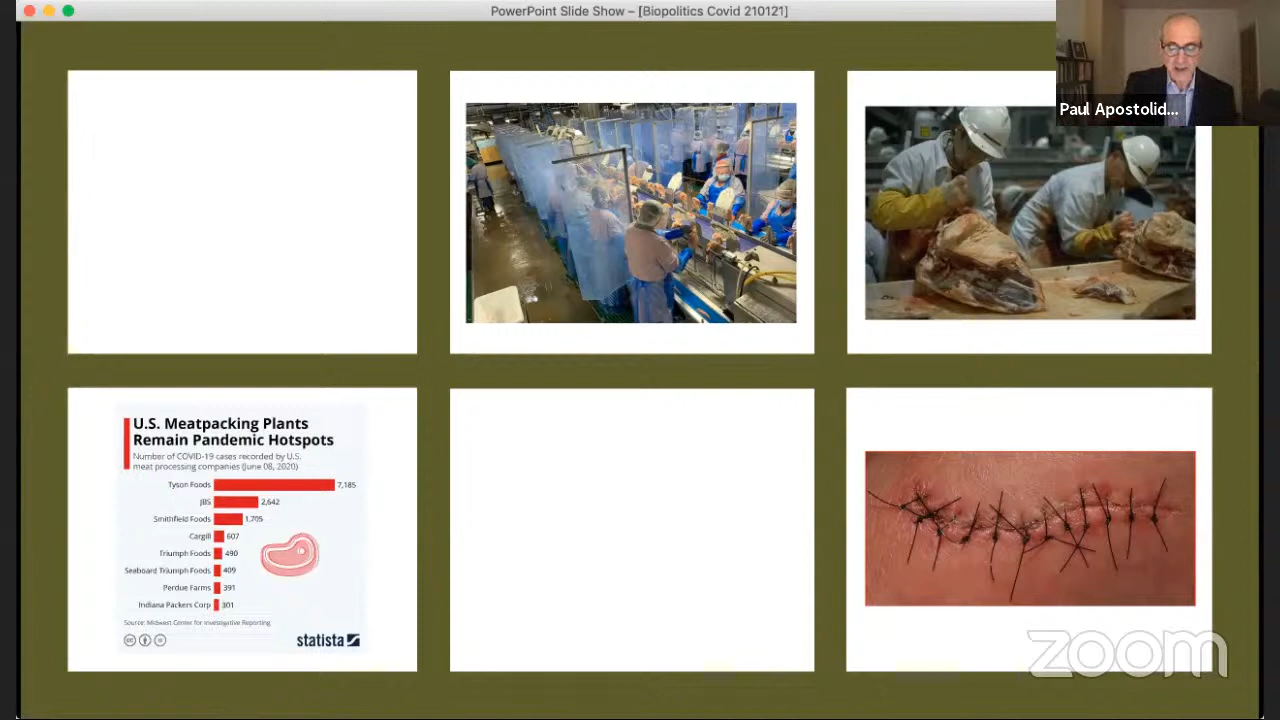 PowerPoint Slide Show – [Biopolitics Covid 210121]
Paul Apostolid...
U.S. Meatpacking Plants
Remain Pandemic Hotspots
Number of COVID-19 cases recorded by U.S.
meat processing companies (June 08, 2020)
Tyson Foods 7,185
JBS 2,642
Smithfield Foods 1,705
Cargill 607
Triumph Foods 490
Seaboard Triumph Foods 409
Perdue Farms 391
Indiana Packers Corp 301
Source: Midwest Center for Investigative Reporting
statista
zoom